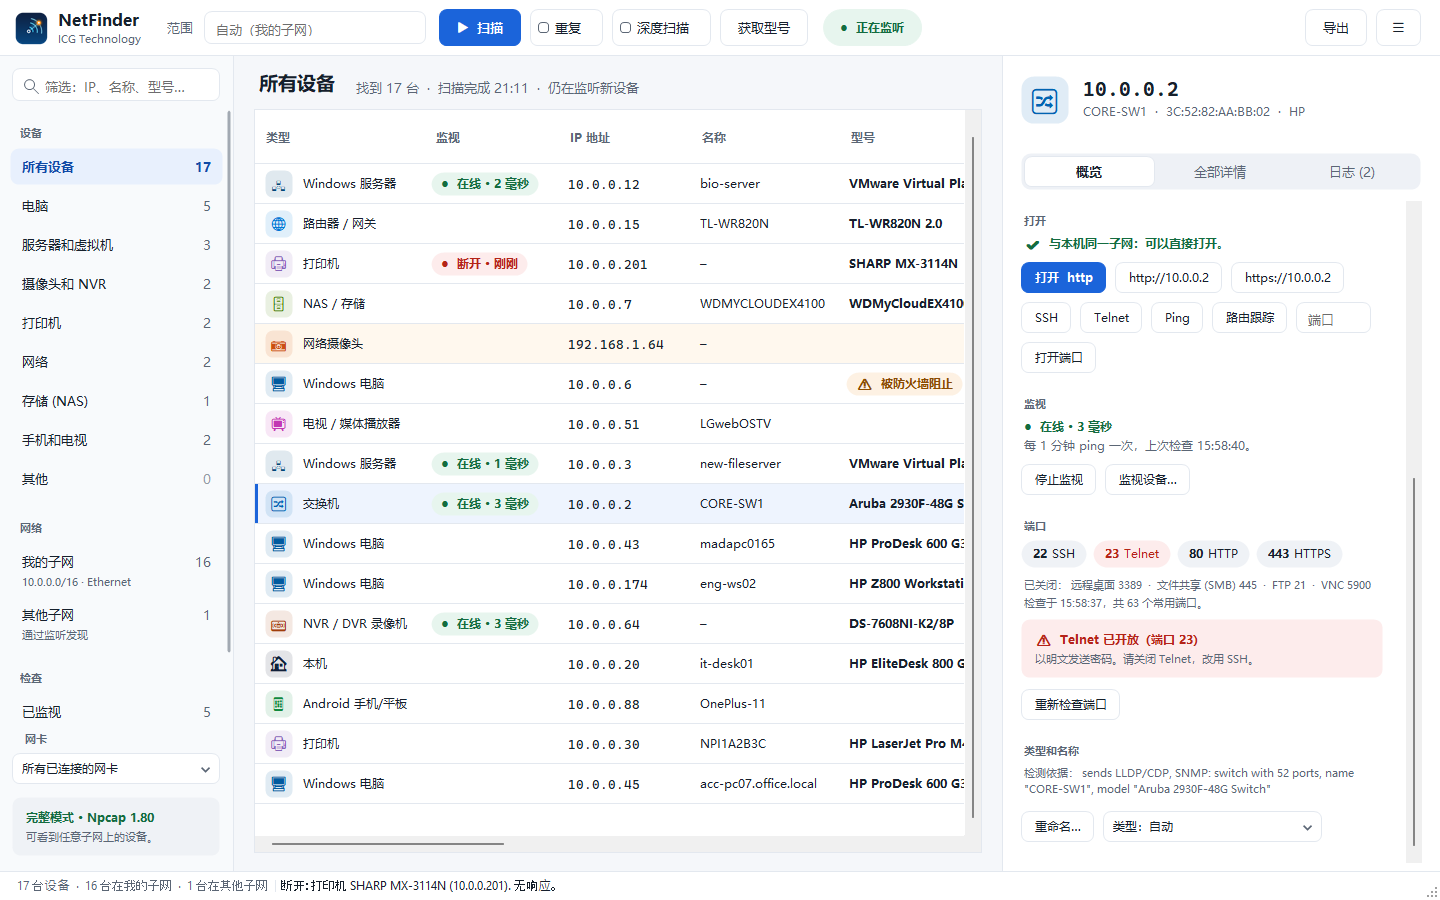 NetFinder
ICG Technology
范围
自动（我的子网）
扫描
重复
深度扫描
获取型号
正在监听
导出
筛选：IP、名称、型号...
设备
所有设备 17
电脑 5
服务器和虚拟机 3
摄像头和 NVR 2
打印机 2
网络 2
存储 (NAS) 1
手机和电视 2
其他 0
网络
我的子网 16
10.0.0.0/16 · Ethernet
其他子网 1
通过监听发现
检查
已监视 5
网卡
所有已连接的网卡
完整模式 • Npcap 1.80
可看到任意子网上的设备。
所有设备 找到 17 台 · 扫描完成 21:11 · 仍在监听新设备
类型 监视 IP 地址 名称 型号
Windows 服务器 在线 • 2 毫秒 10.0.0.12 bio-server VMware Virtual Pla
路由器 / 网关 10.0.0.15 TL-WR820N TL-WR820N 2.0
打印机 断开 • 刚刚 10.0.0.201 – SHARP MX-3114N
NAS / 存储 10.0.0.7 WDMYCLOUDEX4100 WDMyCloudEX410
网络摄像头 192.168.1.64 –
Windows 电脑 10.0.0.6 – 被防火墙阻止
电视 / 媒体播放器 10.0.0.51 LGwebOSTV
Windows 服务器 在线 • 1 毫秒 10.0.0.3 new-fileserver VMware Virtual Pla
交换机 在线 • 3 毫秒 10.0.0.2 CORE-SW1 Aruba 2930F-48G S
Windows 电脑 10.0.0.43 madapc0165 HP ProDesk 600 G3
Windows 电脑 10.0.0.174 eng-ws02 HP Z800 Workstati
NVR / DVR 录像机 在线 • 3 毫秒 10.0.0.64 – DS-7608NI-K2/8P
本机 10.0.0.20 it-desk01 HP EliteDesk 800 G
Android 手机/平板 10.0.0.88 OnePlus-11
打印机 10.0.0.30 NPI1A2B3C HP LaserJet Pro M4
Windows 电脑 10.0.0.45 acc-pc07.office.local HP ProDesk 600 G3
10.0.0.2
CORE-SW1 · 3C:52:82:AA:BB:02 · HP
概览 全部详情 日志 (2)
打开
与本机同一子网：可以直接打开。
打开 http http://10.0.0.2 https://10.0.0.2
SSH Telnet Ping 路由跟踪 端口
打开端口
监视
在线 • 3 毫秒
每 1 分钟 ping 一次，上次检查 15:58:40。
停止监视 监视设备...
端口
22 SSH 23 Telnet 80 HTTP 443 HTTPS
已关闭： 远程桌面 3389 · 文件共享 (SMB) 445 · FTP 21 · VNC 5900
检查于 15:58:37，共 63 个常用端口。
Telnet 已开放（端口 23）
以明文发送密码。请关闭 Telnet，改用 SSH。
重新检查端口
类型和名称
检测依据： sends LLDP/CDP, SNMP: switch with 52 ports, name
"CORE-SW1", model "Aruba 2930F-48G Switch"
重命名... 类型：自动
17 台设备 · 16 台在我的子网 · 1 台在其他子网 断开: 打印机 SHARP MX-3114N (10.0.0.201). 无响应。